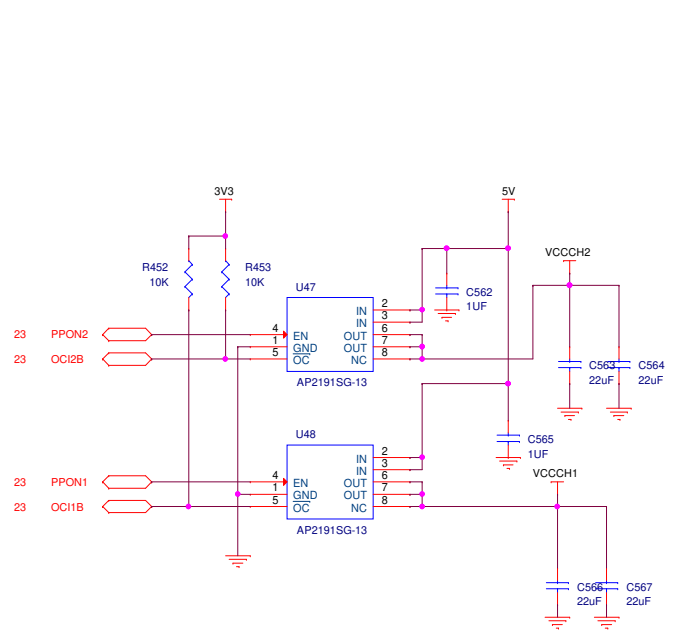 3V3
5V
VCCCH2
R452
10K
R453
10K
U47
C562
1UF
2
IN
3
IN
23 PPON2
4
EN
6
OUT
1
GND
7
OUT
23 OCI2B
5
OC
8
NC
AP2191SG-13
C563
22uF
C564
22uF
U48
C565
1UF
2
IN
3
IN
VCCCH1
23 PPON1
4
EN
6
OUT
1
GND
7
OUT
23 OCI1B
5
OC
8
NC
AP2191SG-13
C566
22uF
C567
22uF